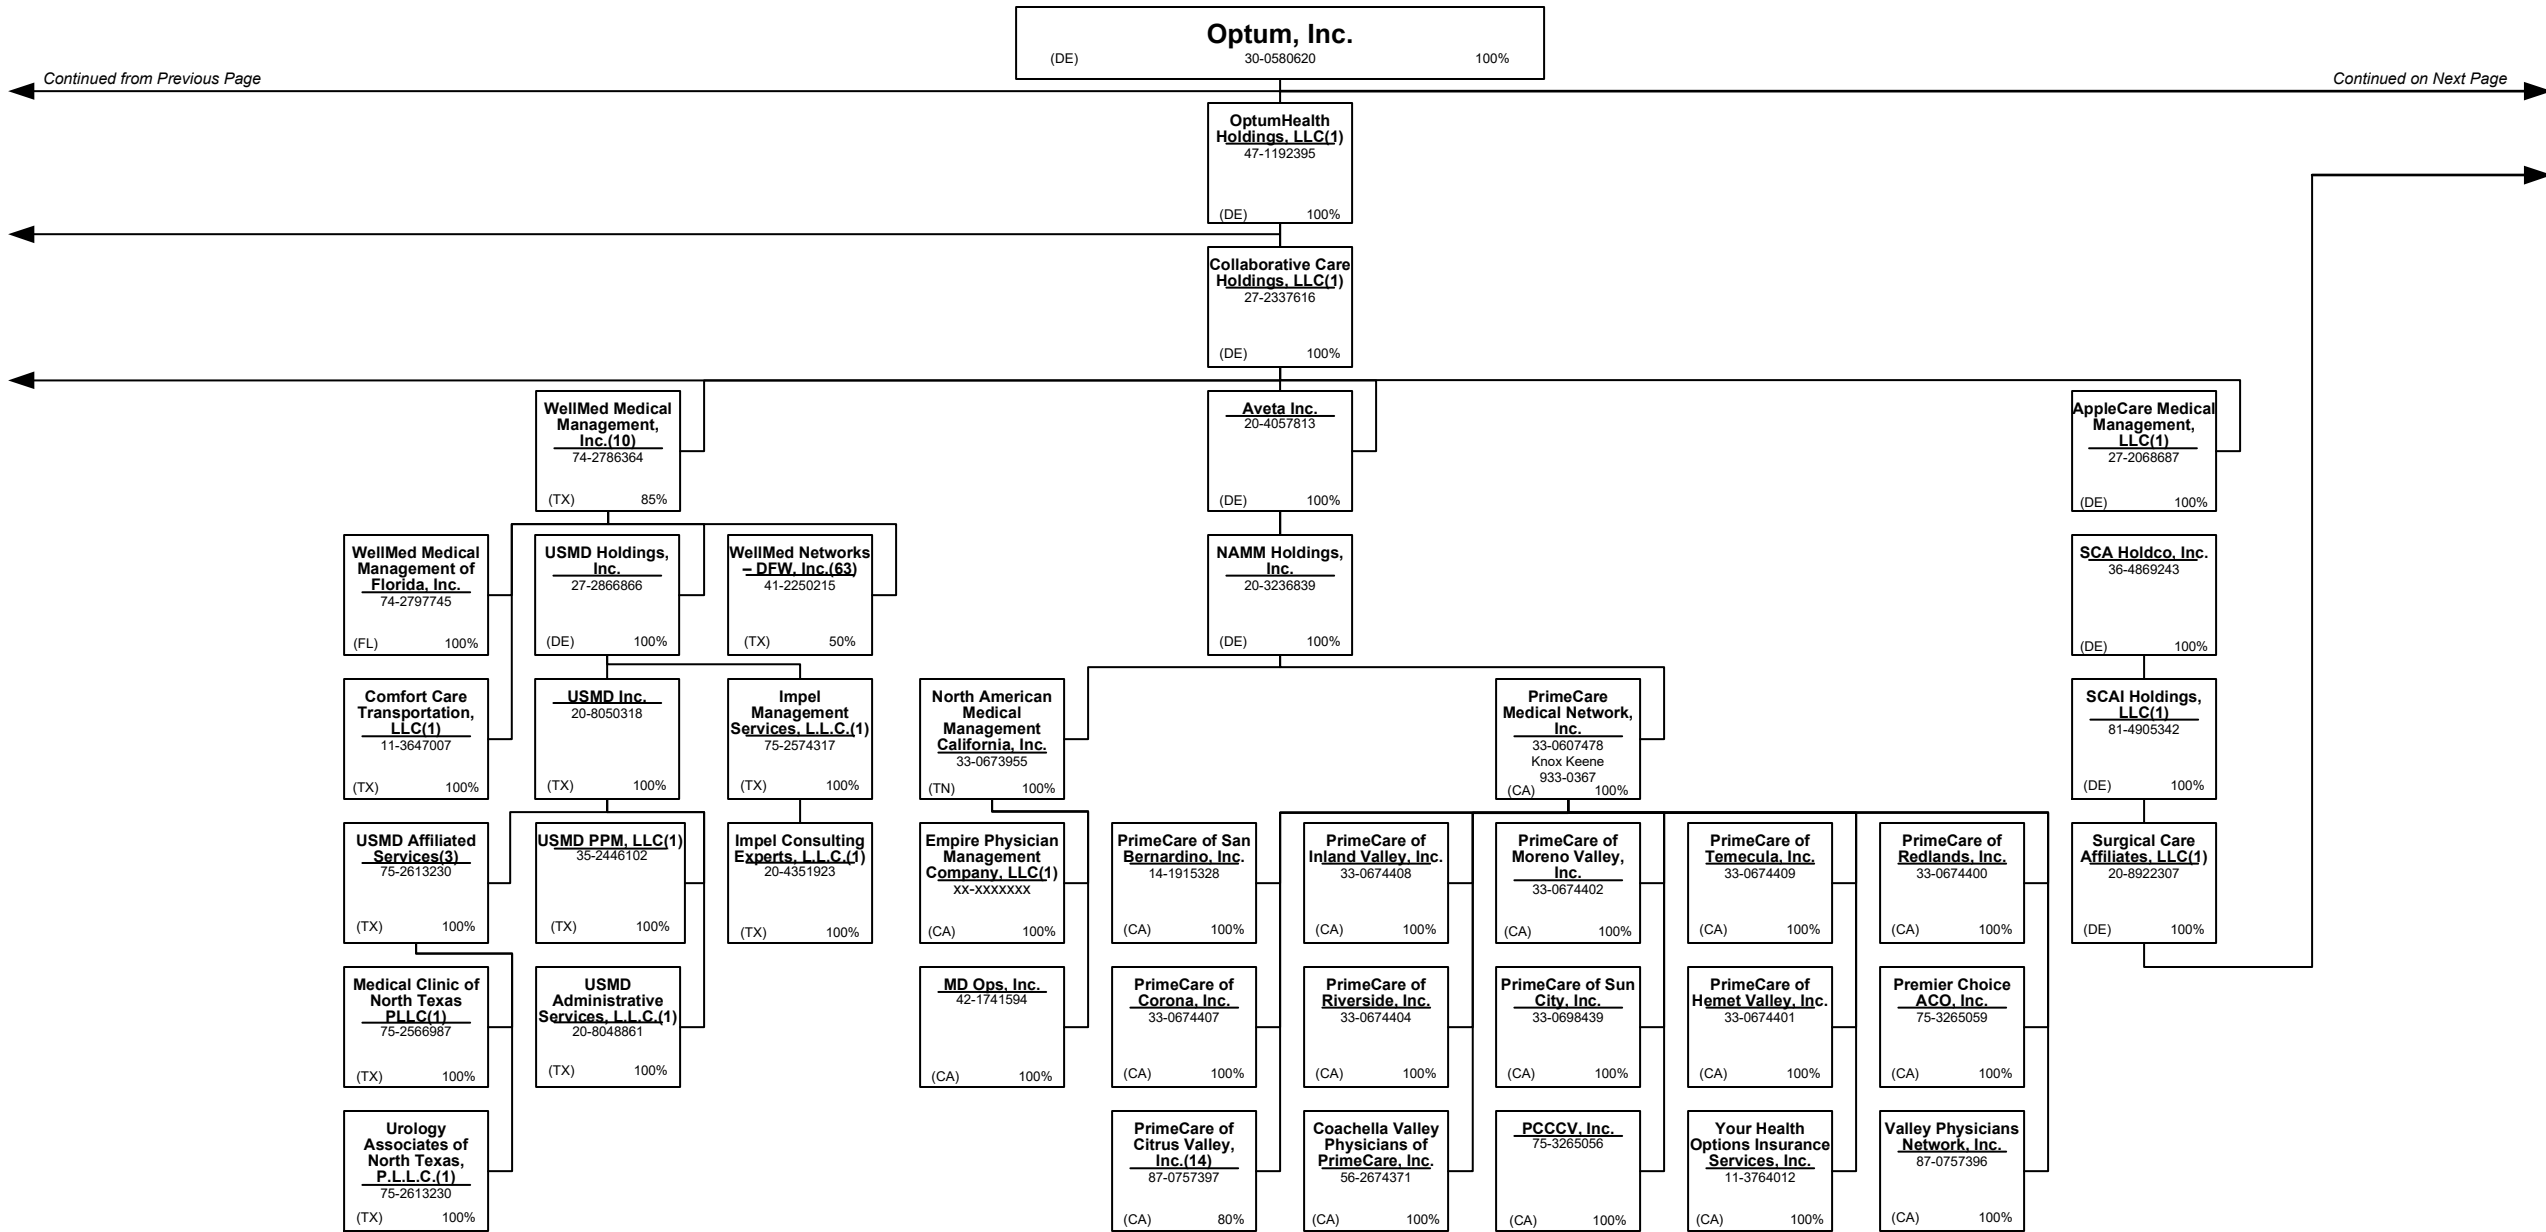 Optum, Inc.
(DE) 30-0580620 100%
Continued from Previous Page
Continued on Next Page
OptumHealth
Holdings, LLC(1)
47-1192395
(DE) 100%
Collaborative Care
Holdings, LLC(1)
27-2337616
(DE) 100%
WellMed Medical
Management,
Inc.(10)
74-2786364
(TX) 85%
Aveta Inc.
20-4057813
(DE) 100%
AppleCare Medical
Management,
LLC(1)
27-2068687
(DE) 100%
WellMed Medical
Management of
Florida, Inc.
74-2797745
(FL) 100%
USMD Holdings,
Inc.
27-2866866
(DE) 100%
WellMed Networks
– DFW, Inc.(63)
41-2250215
(TX) 50%
NAMM Holdings,
Inc.
20-3236839
(DE) 100%
SCA Holdco, Inc.
36-4869243
(DE) 100%
Comfort Care
Transportation,
LLC(1)
11-3647007
(TX) 100%
USMD Inc.
20-8050318
(TX) 100%
Impel
Management
Services, L.L.C.(1)
75-2574317
(TX) 100%
North American
Medical
Management
California, Inc.
33-0673955
(TN) 100%
PrimeCare
Medical Network,
Inc.
33-0607478
Knox Keene
933-0367
(CA) 100%
SCAI Holdings,
LLC(1)
81-4905342
(DE) 100%
USMD Affiliated
Services(3)
75-2613230
(TX) 100%
USMD PPM, LLC(1)
35-2446102
(TX) 100%
Impel Consulting
Experts, L.L.C.(1)
20-4351923
(TX) 100%
Empire Physician
Management
Company, LLC(1)
xx-xxxxxxx
(CA) 100%
PrimeCare of San
Bernardino, Inc.
14-1915328
(CA) 100%
PrimeCare of
Inland Valley, Inc.
33-0674408
(CA) 100%
PrimeCare of
Moreno Valley,
Inc.
33-0674402
(CA) 100%
PrimeCare of
Temecula, Inc.
33-0674409
(CA) 100%
PrimeCare of
Redlands, Inc.
33-0674400
(CA) 100%
Surgical Care
Affiliates, LLC(1)
20-8922307
(DE) 100%
Medical Clinic of
North Texas
PLLC(1)
75-2566987
(TX) 100%
USMD
Administrative
Services, L.L.C.(1)
20-8048861
(TX) 100%
MD Ops, Inc.
42-1741594
(CA) 100%
PrimeCare of
Corona, Inc.
33-0674407
(CA) 100%
PrimeCare of
Riverside, Inc.
33-0674404
(CA) 100%
PrimeCare of Sun
City, Inc.
33-0698439
(CA) 100%
PrimeCare of
Hemet Valley, Inc.
33-0674401
(CA) 100%
Premier Choice
ACO, Inc.
75-3265059
(CA) 100%
Urology
Associates of
North Texas,
P.L.L.C.(1)
75-2613230
(TX) 100%
PrimeCare of
Citrus Valley,
Inc.(14)
87-0757397
(CA) 80%
Coachella Valley
Physicians of
PrimeCare, Inc.
56-2674371
(CA) 100%
PCCCV, Inc.
75-3265056
(CA) 100%
Your Health
Options Insurance
Services, Inc.
11-3764012
(CA) 100%
Valley Physicians
Network, Inc.
87-0757396
(CA) 100%